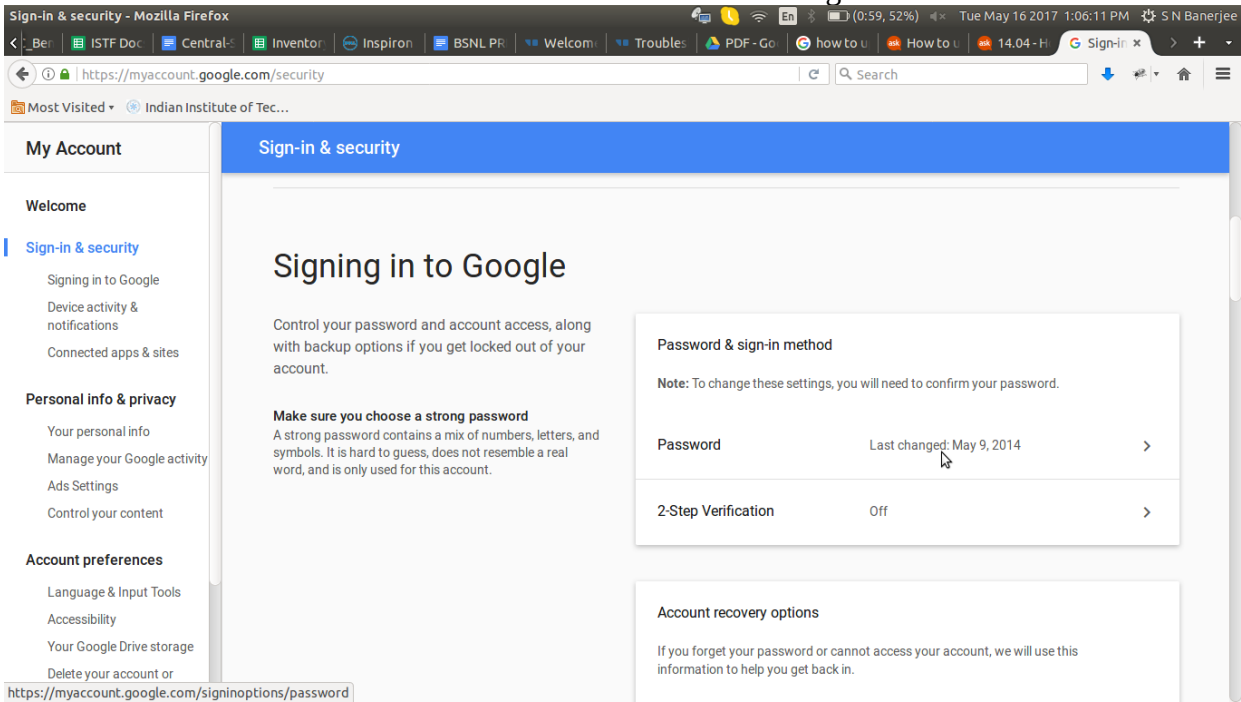 Sign-in & security - Mozilla Firefox
En
(0:59, 52%)
Tue May 16 2017 1:06:11 PM
S N Banerjee
:_Ber
ISTF Doc
Central-S
Inventor
Inspiron
BSNL PR
Welcom
Troubles
PDF - Go
how to u
How to u
14.04 - H
Sign-in
https://myaccount.google.com/security
Search
Most Visited
Indian Institute of Tec...
My Account
Sign-in & security
Welcome
Sign-in & security
Signing in to Google
Device activity &
notifications
Connected apps & sites
Personal info & privacy
Your personal info
Manage your Google activity
Ads Settings
Control your content
Account preferences
Language & Input Tools
Accessibility
Your Google Drive storage
Delete your account or
Signing in to Google
Control your password and account access, along
with backup options if you get locked out of your
account.
Make sure you choose a strong password
A strong password contains a mix of numbers, letters, and
symbols. It is hard to guess, does not resemble a real
word, and is only used for this account.
Password & sign-in method
Note: To change these settings, you will need to confirm your password.
Password
Last changed: May 9, 2014
2-Step Verification
Off
Account recovery options
If you forget your password or cannot access your account, we will use this
information to help you get back in.
https://myaccount.google.com/signinoptions/password